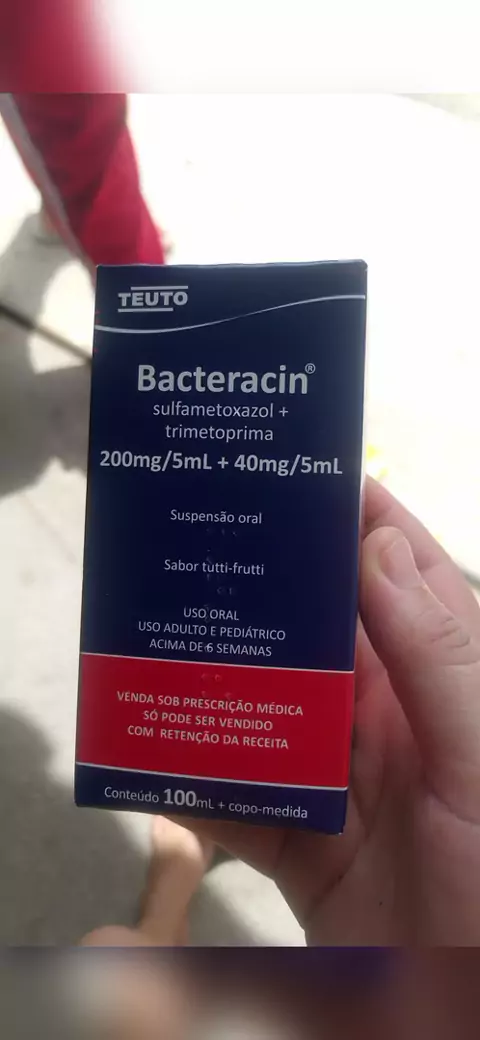 TEUTO
Bacteracin®
sulfametoxazol +
trimetoprima
200mg/5mL + 40mg/5mL
Suspensão oral
Sabor tutti-frutti
USO ORAL
USO ADULTO E PEDIÁTRICO
ACIMA DE 6 SEMANAS
VENDA SOB PRESCRIÇÃO MÉDICA
SÓ PODE SER VENDIDO
COM RETENÇÃO DA RECEITA
Conteúdo 100mL + copo-medida